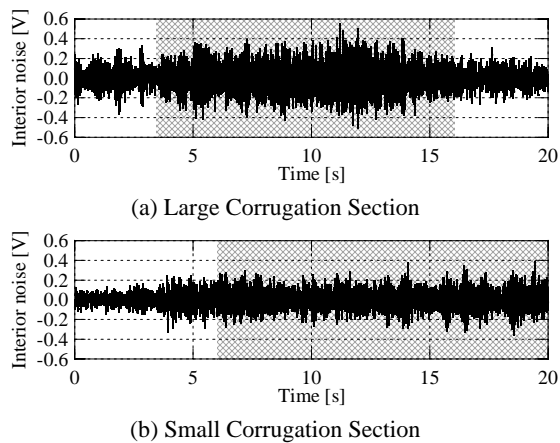 Interior noise [V]
0.6
0.4
0.2
0.0
-0.2
-0.4
-0.6
0 5 10 15 20
Time [s]
(a) Large Corrugation Section
Interior noise [V]
0.6
0.4
0.2
0.0
-0.2
-0.4
-0.6
0 5 10 15 20
Time [s]
(b) Small Corrugation Section